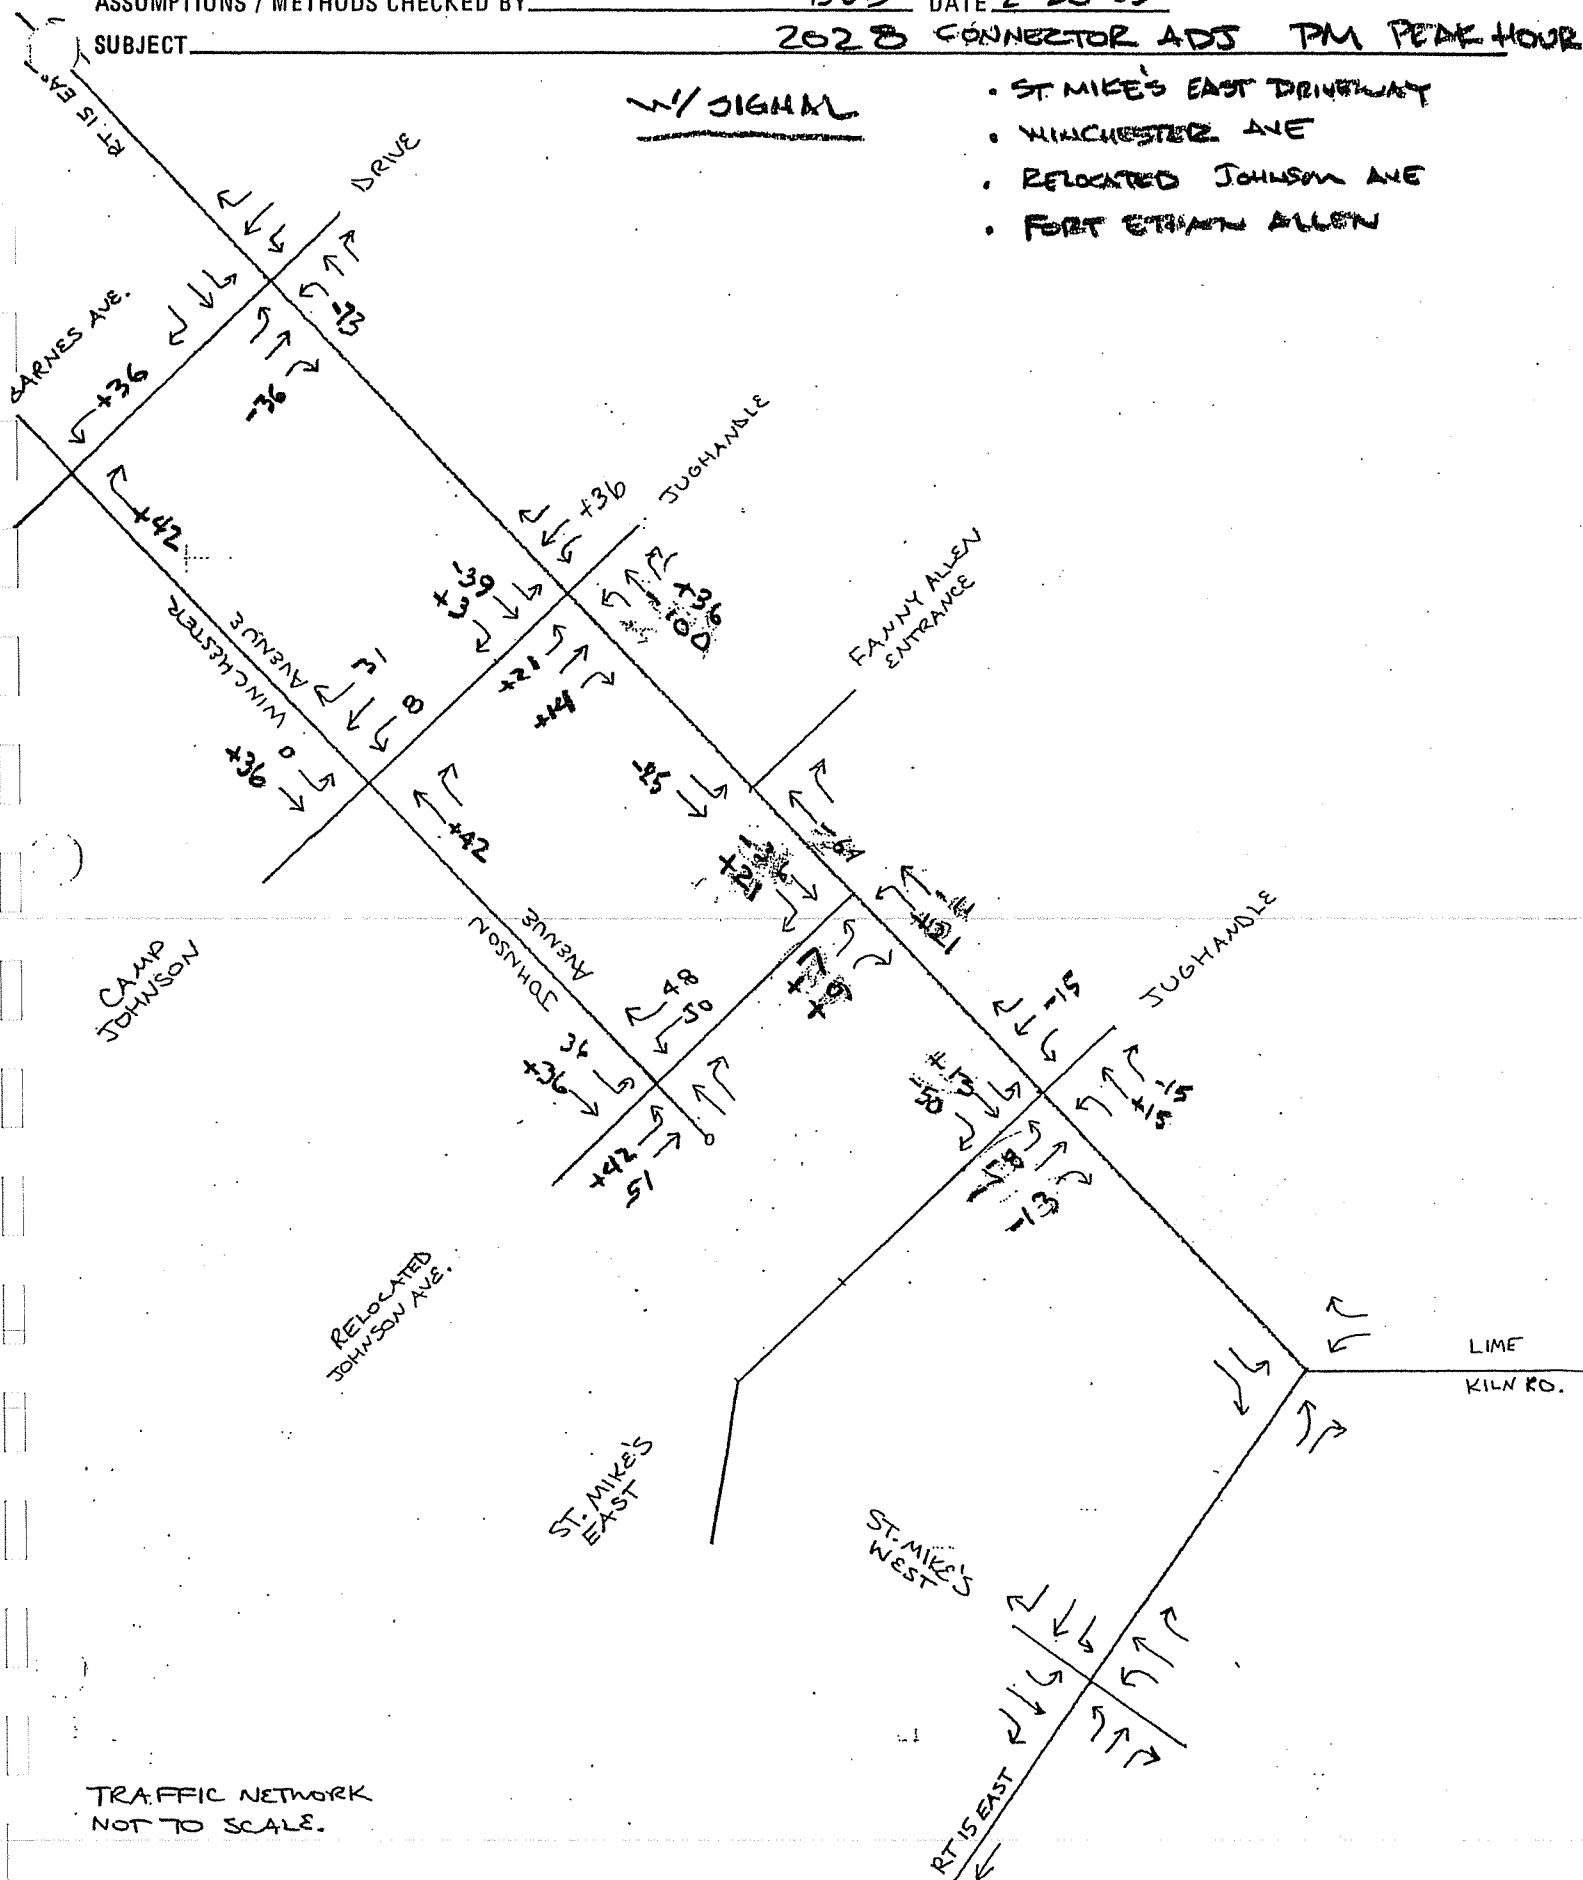 ASSUMPTIONS / METHODS CHECKED BY
DATE
SUBJECT 2028 CONNECTOR ADJ PM PEAK HOUR
W/ SIGNAL
• ST. MIKE'S EAST DRIVEWAY
• WINCHESTER AVE
• RELOCATED JOHNSON AVE
• FORT ETHAN ALLEN
RT. 15 EA
DRIVE
-73
BARNES AVE.
+36
-36
+42
JUGHANDLE
+36
-39
+3
+36
-100
+21
+14
FANNY ALLEN
ENTRANCE
WINCHESTER
AVENUE
31
8
0
+36
+42
-25
+21
JUGHANDLE
CAMP
JOHNSON
JOHNSON
AVENUE
48
50
+7
-15
36
+36
+13
-50
-15
+15
+42
51
-13
RELOCATED
JOHNSON AVE.
LIME
KILN RD.
ST. MIKE'S
EAST
ST. MIKE'S
WEST
TRAFFIC NETWORK
NOT TO SCALE.
RT 15 EAST